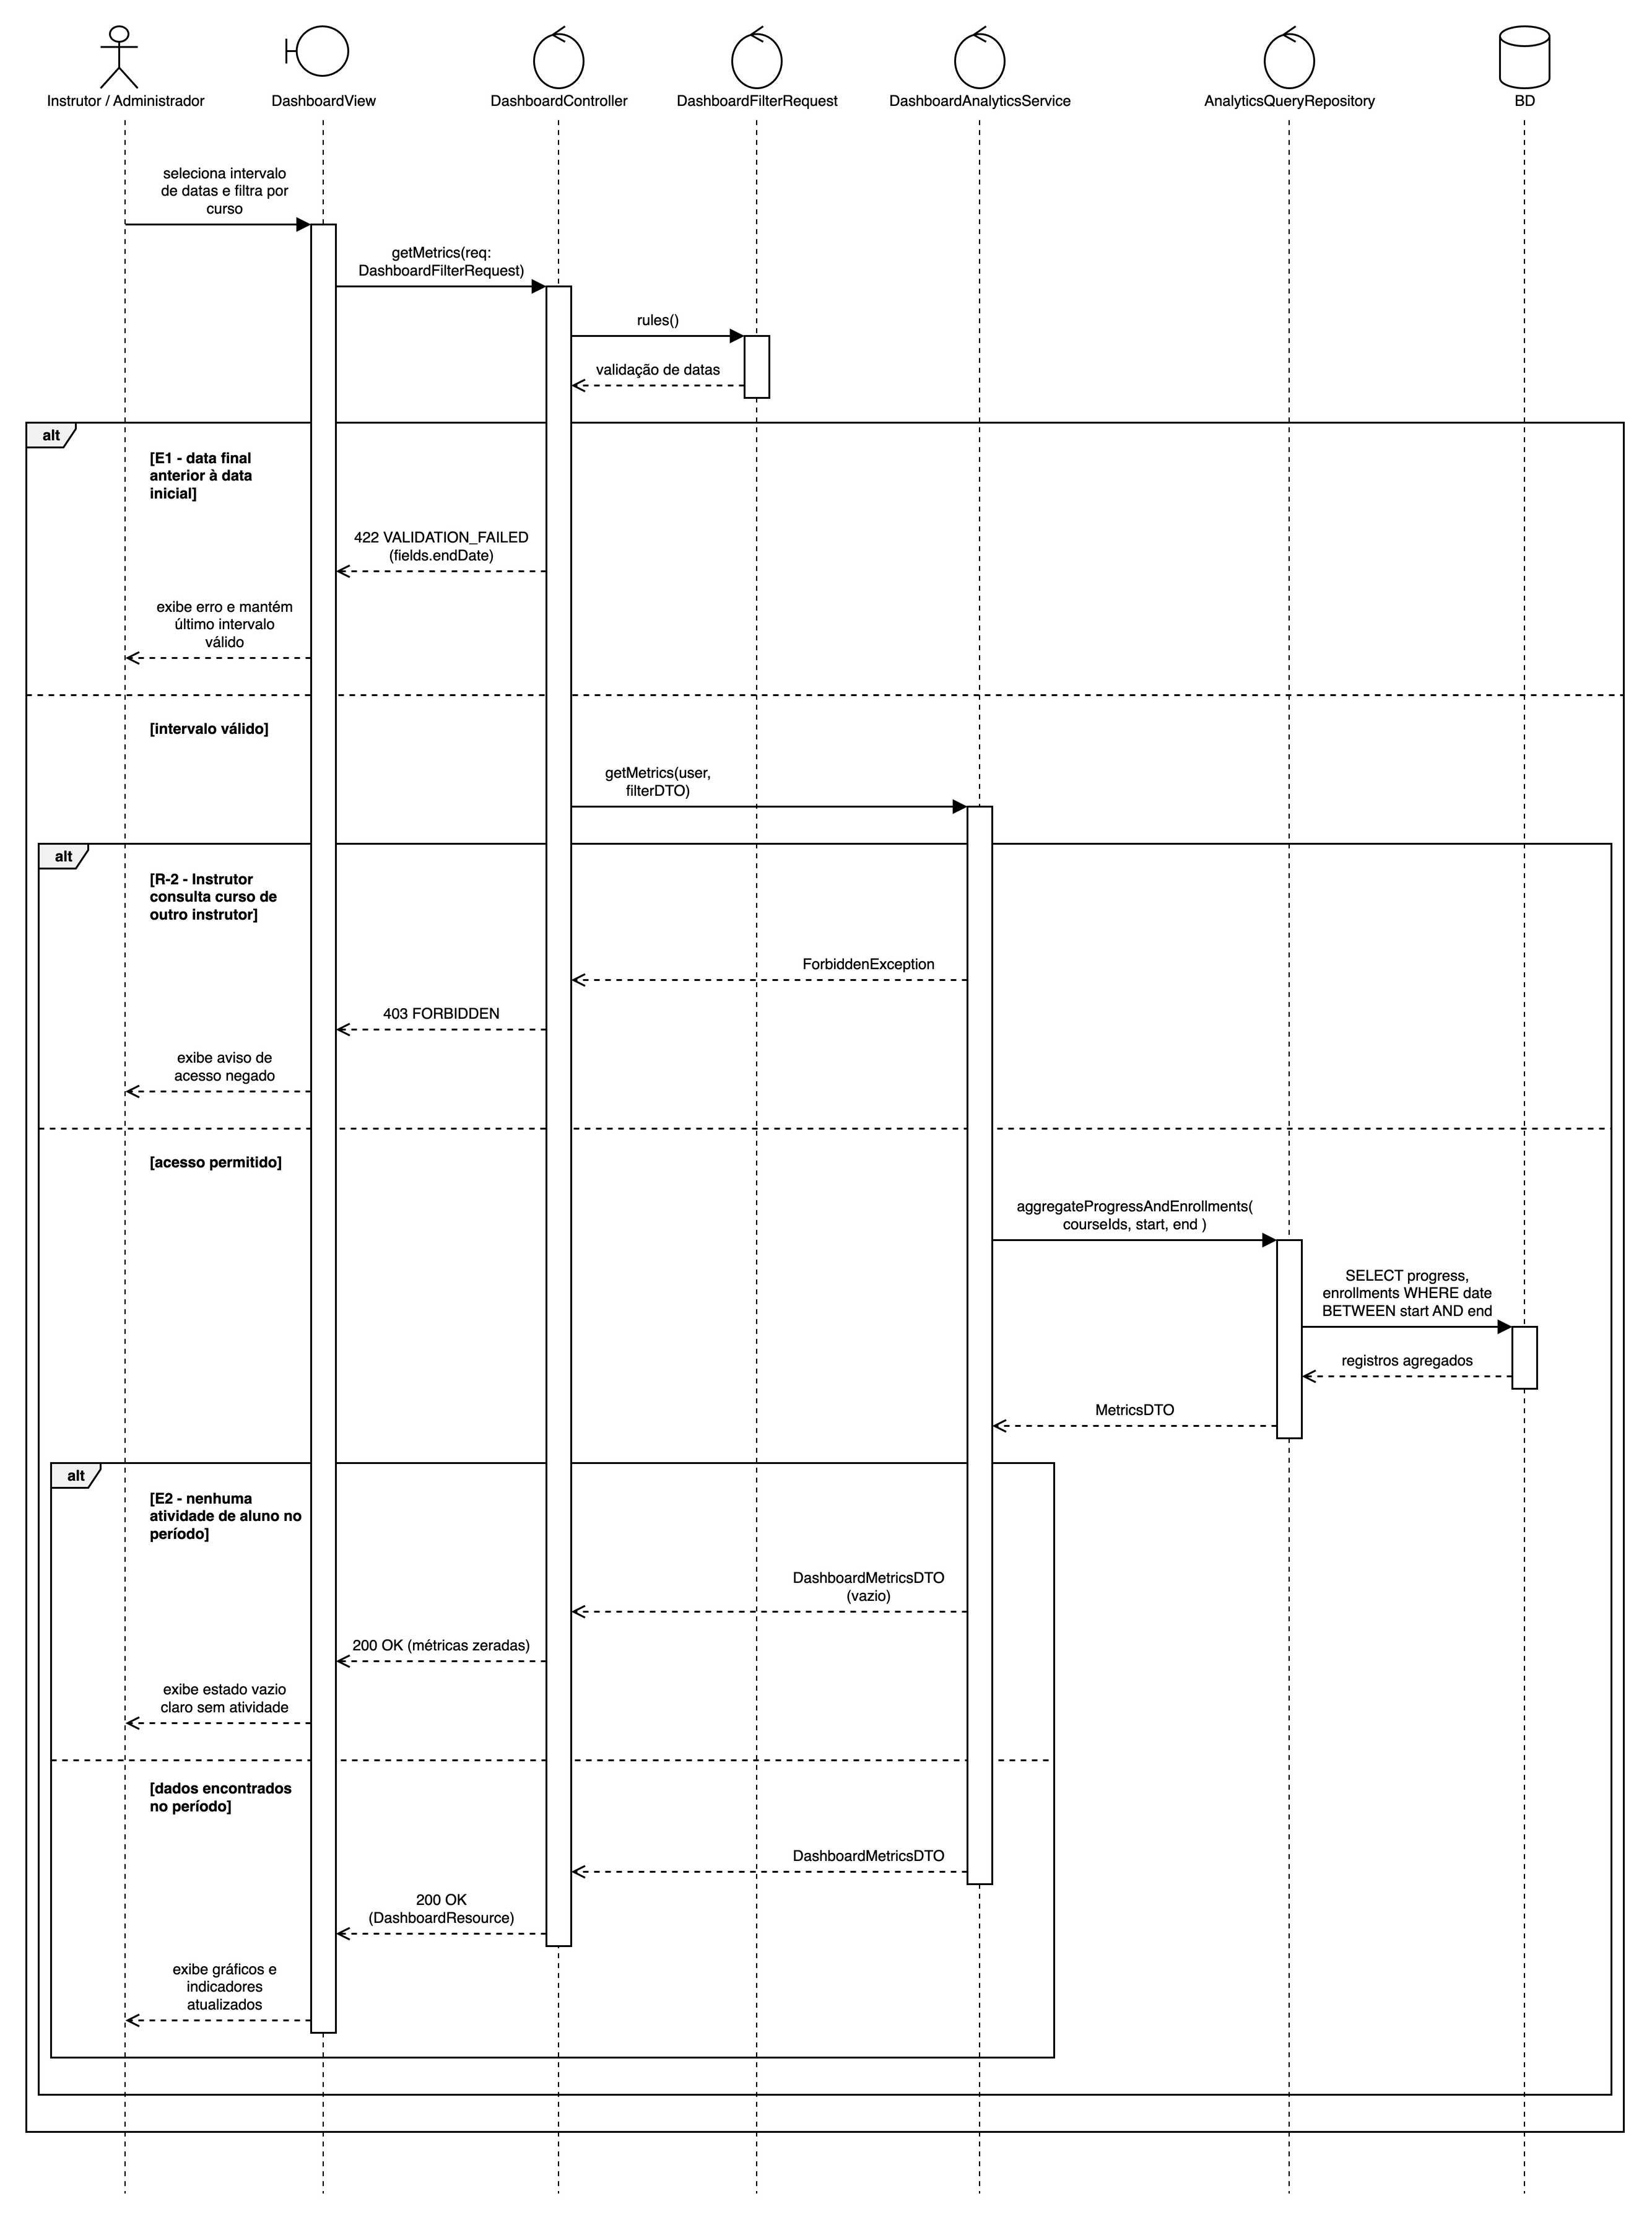 Instrutor / Administrador
DashboardView
DashboardController
DashboardFilterRequest
DashboardAnalyticsService
AnalyticsQueryRepository
BD
seleciona intervalo
de datas e filtra por
curso
getMetrics(req:
DashboardFilterRequest)
rules()
validação de datas
alt
[E1 - data final
anterior à data
inicial]
422 VALIDATION_FAILED
(fields.endDate)
exibe erro e mantém
último intervalo
válido
[intervalo válido]
getMetrics(user,
filterDTO)
alt
[R-2 - Instrutor
consulta curso de
outro instrutor]
ForbiddenException
403 FORBIDDEN
exibe aviso de
acesso negado
[acesso permitido]
aggregateProgressAndEnrollments(
courseIds, start, end )
SELECT progress,
enrollments WHERE date
BETWEEN start AND end
registros agregados
MetricsDTO
alt
[E2 - nenhuma
atividade de aluno no
período]
DashboardMetricsDTO
(vazio)
200 OK (métricas zeradas)
exibe estado vazio
claro sem atividade
[dados encontrados
no período]
DashboardMetricsDTO
200 OK
(DashboardResource)
exibe gráficos e
indicadores
atualizados